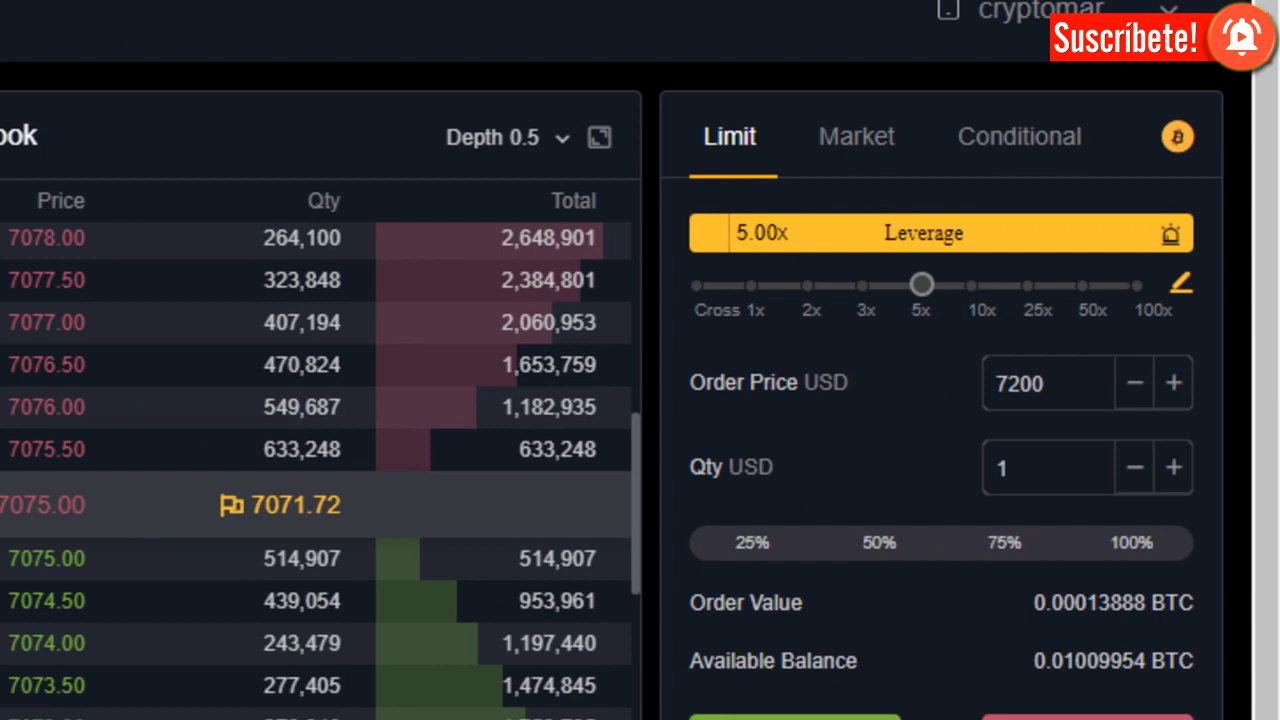 cryptomar
Suscríbete!
ook
Depth 0.5
Price Qty Total
7078.00 264,100 2,648,901
7077.50 323,848 2,384,801
7077.00 407,194 2,060,953
7076.50 470,824 1,653,759
7076.00 549,687 1,182,935
7075.50 633,248 633,248
7075.00 7071.72
7075.00 514,907 514,907
7074.50 439,054 953,961
7074.00 243,479 1,197,440
7073.50 277,405 1,474,845
Limit Market Conditional
5.00x Leverage
Cross 1x 2x 3x 5x 10x 25x 50x 100x
Order Price USD 7200
Qty USD 1
25% 50% 75% 100%
Order Value 0.00013888 BTC
Available Balance 0.01009954 BTC